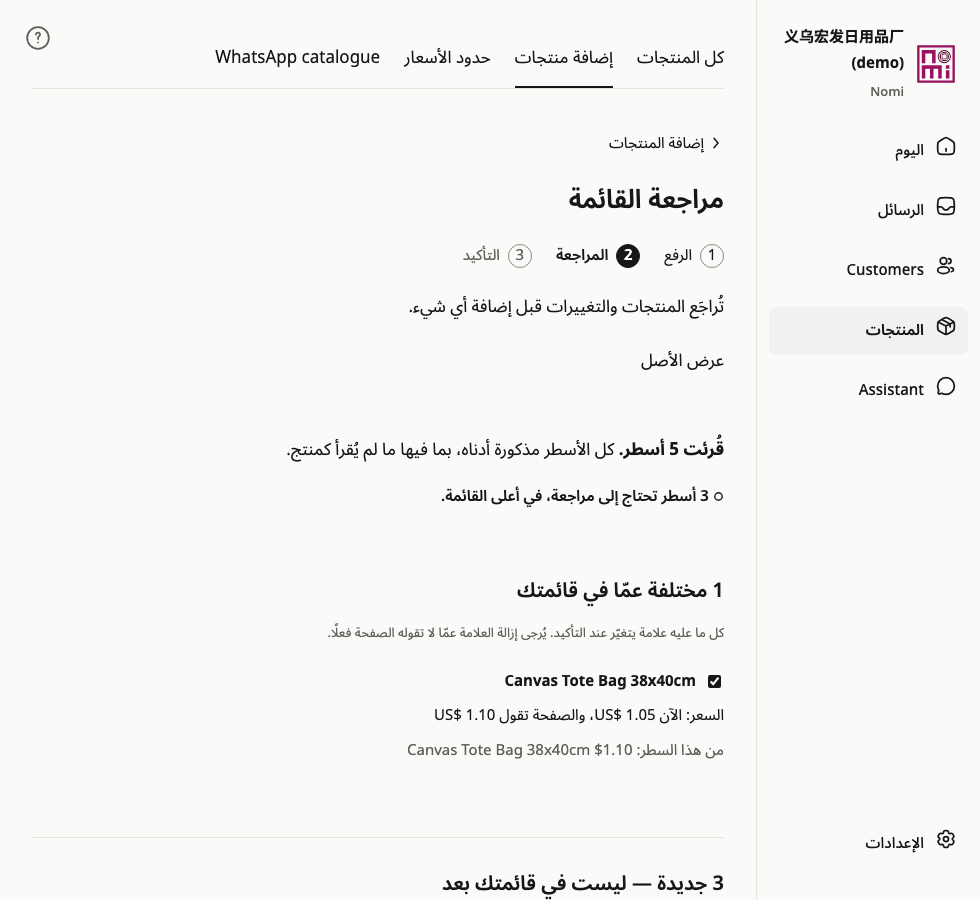 义乌宏发日用品厂
(demo)
Nomi
اليوم
الرسائل
Customers
المنتجات
Assistant
الإعدادات
كل المنتجات
إضافة منتجات
حدود الأسعار
WhatsApp catalogue
?
إضافة المنتجات
مراجعة القائمة
1 الرفع
2 المراجعة
3 التأكيد
تُراجَع المنتجات والتغييرات قبل إضافة أي شيء.
عرض الأصل
قُرئت 5 أسطر. كل الأسطر مذكورة أدناه، بما فيها ما لم يُقرأ كمنتج.
3 أسطر تحتاج إلى مراجعة، في أعلى القائمة.
1 مختلفة عمّا في قائمتك
كل ما عليه علامة يتغيّر عند التأكيد. يُرجى إزالة العلامة عمّا لا تقوله الصفحة فعلًا.
Canvas Tote Bag 38x40cm
السعر: الآن US$ 1.05، والصفحة تقول US$ 1.10
من هذا السطر: Canvas Tote Bag 38x40cm $1.10
3 جديدة — ليست في قائمتك بعد